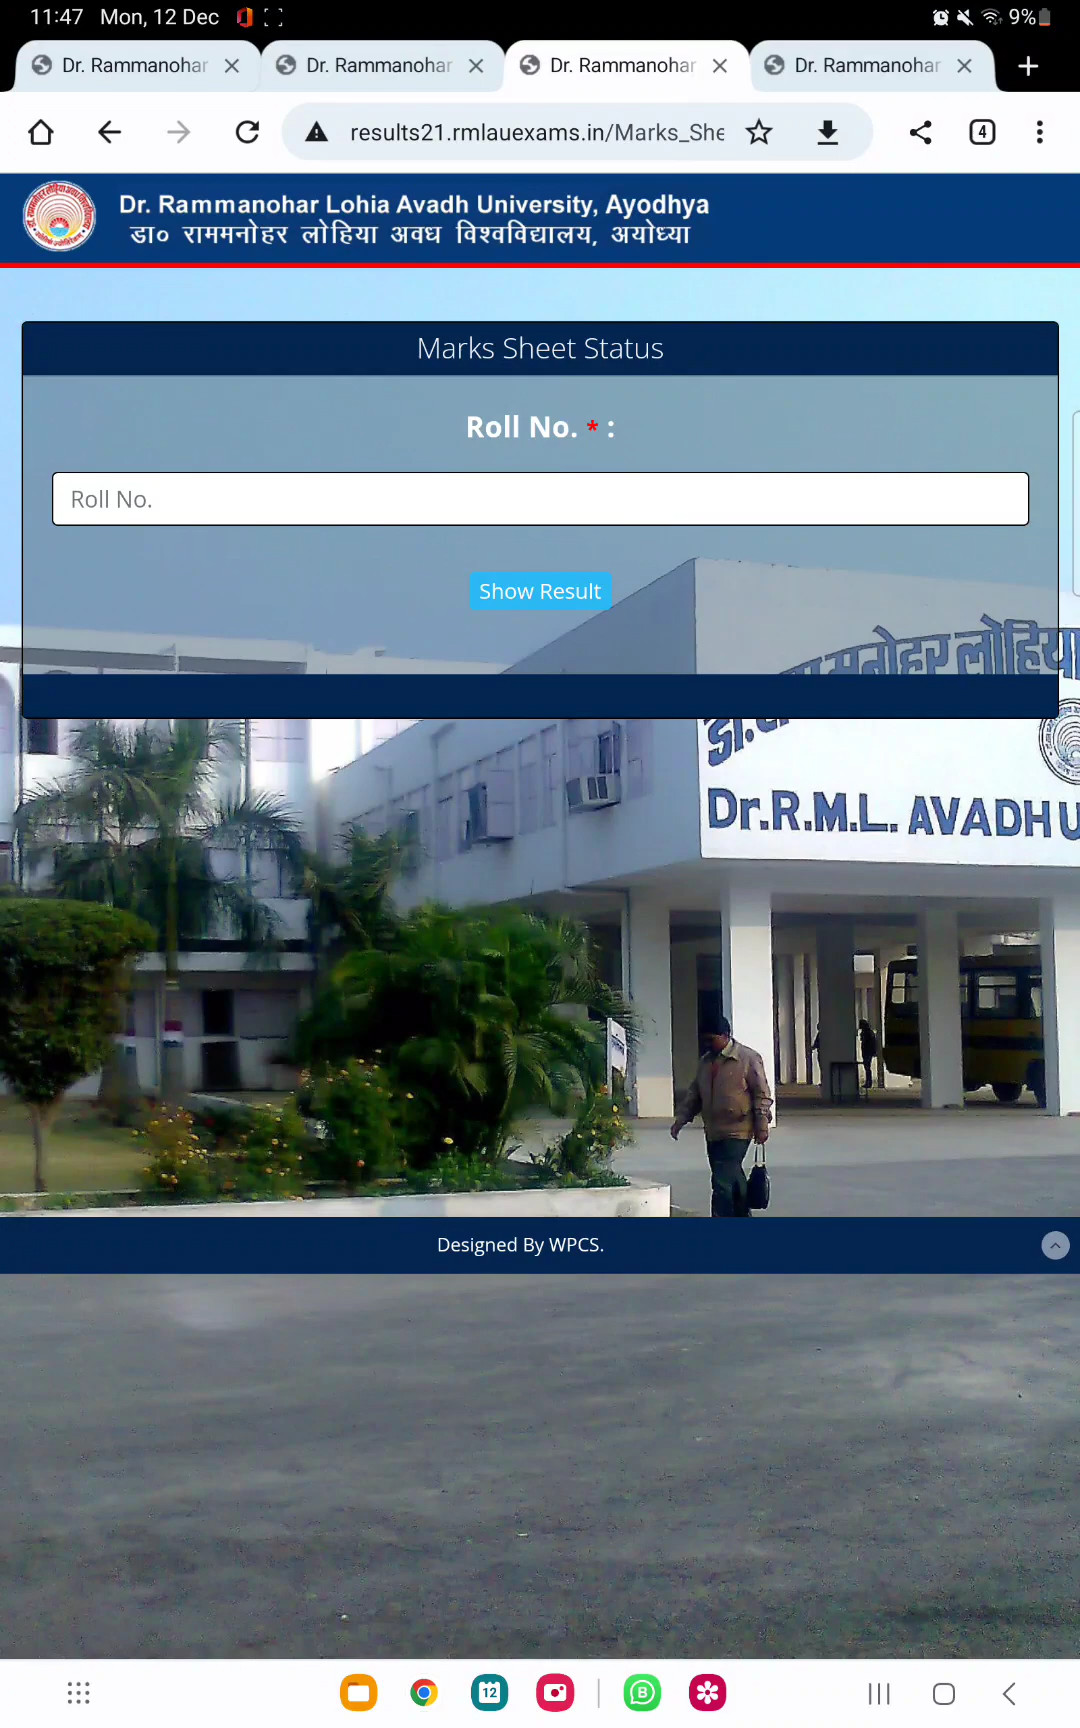 11:47 Mon, 12 Dec 9%
Dr. Rammanohar Dr. Rammanohar Dr. Rammanohar Dr. Rammanohar
results21.rmlauexams.in/Marks_She 4
Dr. Rammanohar Lohia Avadh University, Ayodhya
डा० राममनोहर लोहिया अवध विश्वविद्यालय, अयोध्या
Marks Sheet Status
Roll No. * :
Roll No.
Show Result
मनोहर लोहिया
डा.
Dr.R.M.L. AVADH U
Designed By WPCS.
12
B